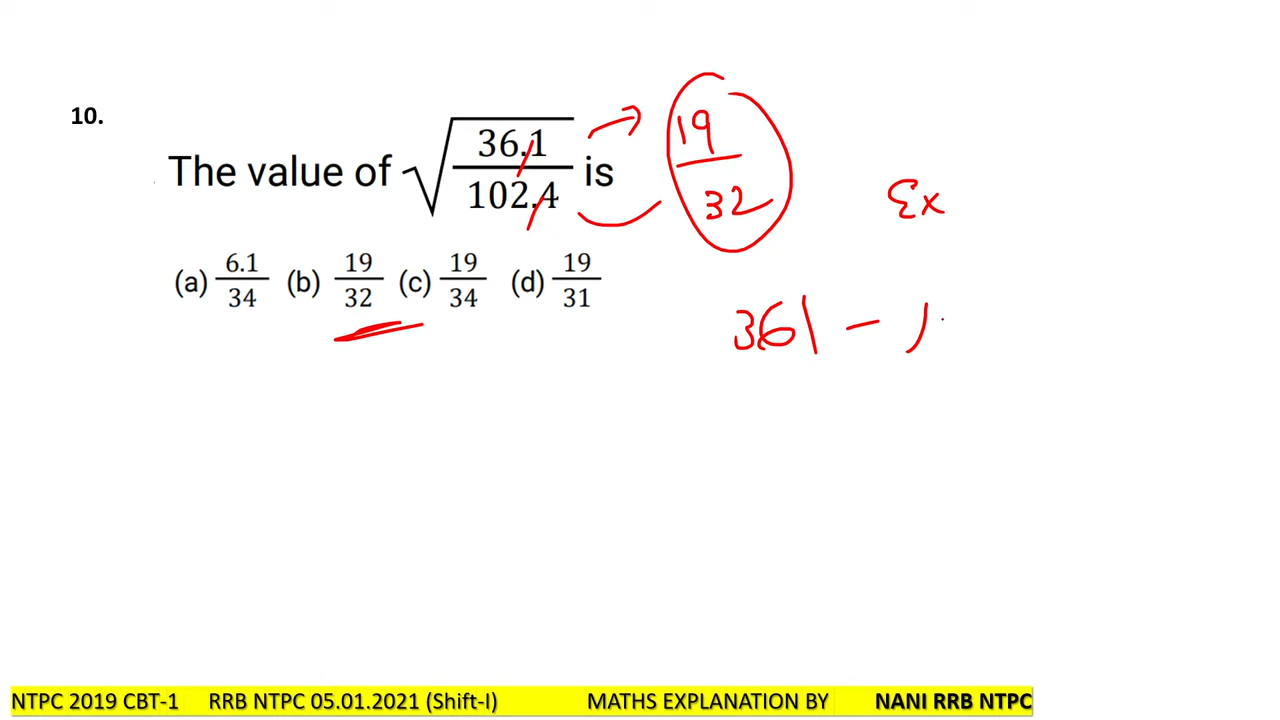 10.
The value of √(36.1/102.4) is
19/32
Ex
(a) 6.1/34 (b) 19/32 (c) 19/34 (d) 19/31
361 –
NTPC 2019 CBT-1 RRB NTPC 05.01.2021 (Shift-I) MATHS EXPLANATION BY NANI RRB NTPC